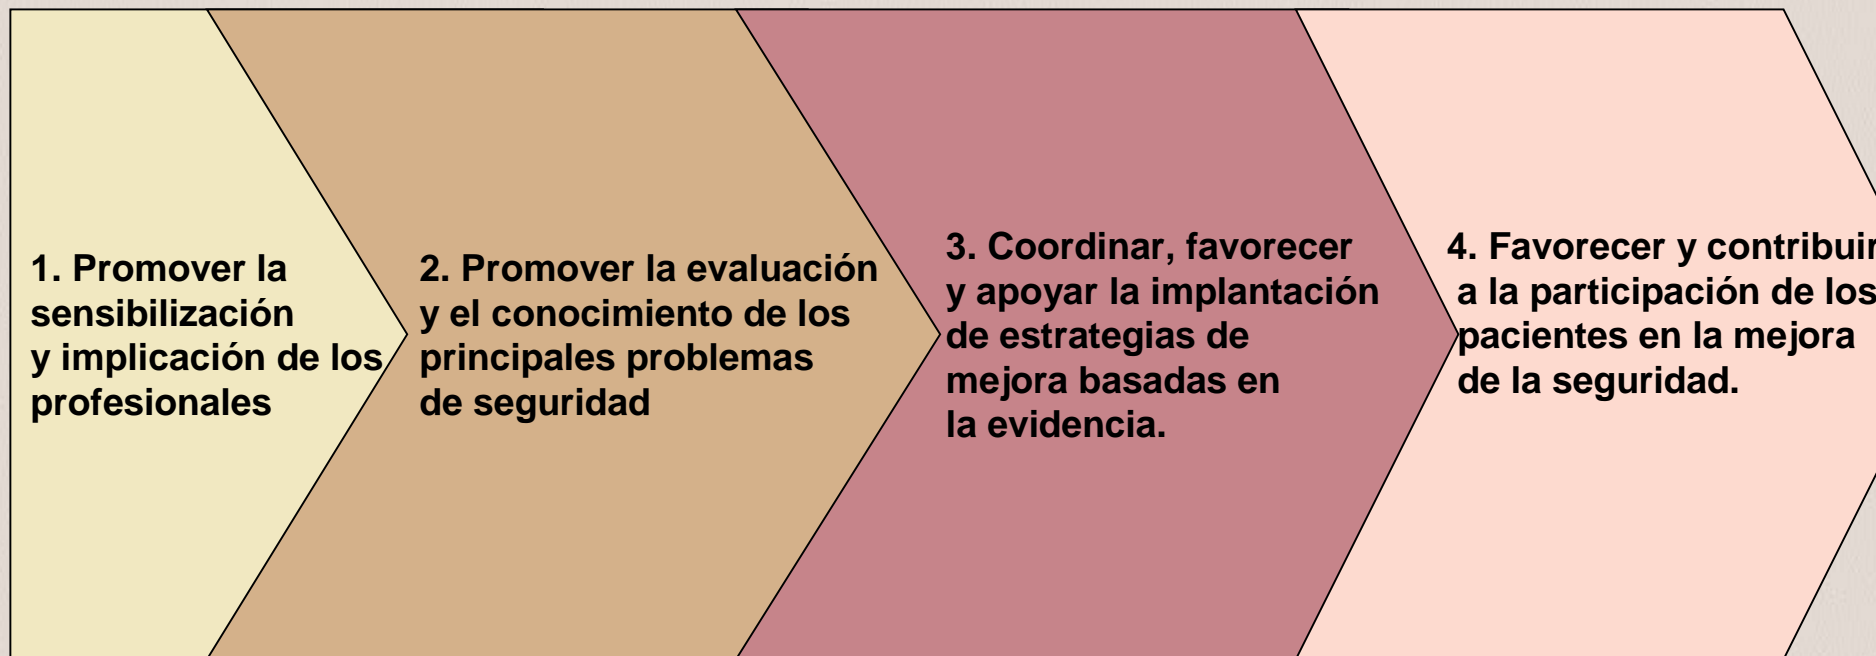 1. Promover la
sensibilización
y implicación de los
profesionales
2. Promover la evaluación
y el conocimiento de los
principales problemas
de seguridad
3. Coordinar, favorecer
y apoyar la implantación
de estrategias de
mejora basadas en
la evidencia.
4. Favorecer y contribuir
a la participación de los
pacientes en la mejora
de la seguridad.